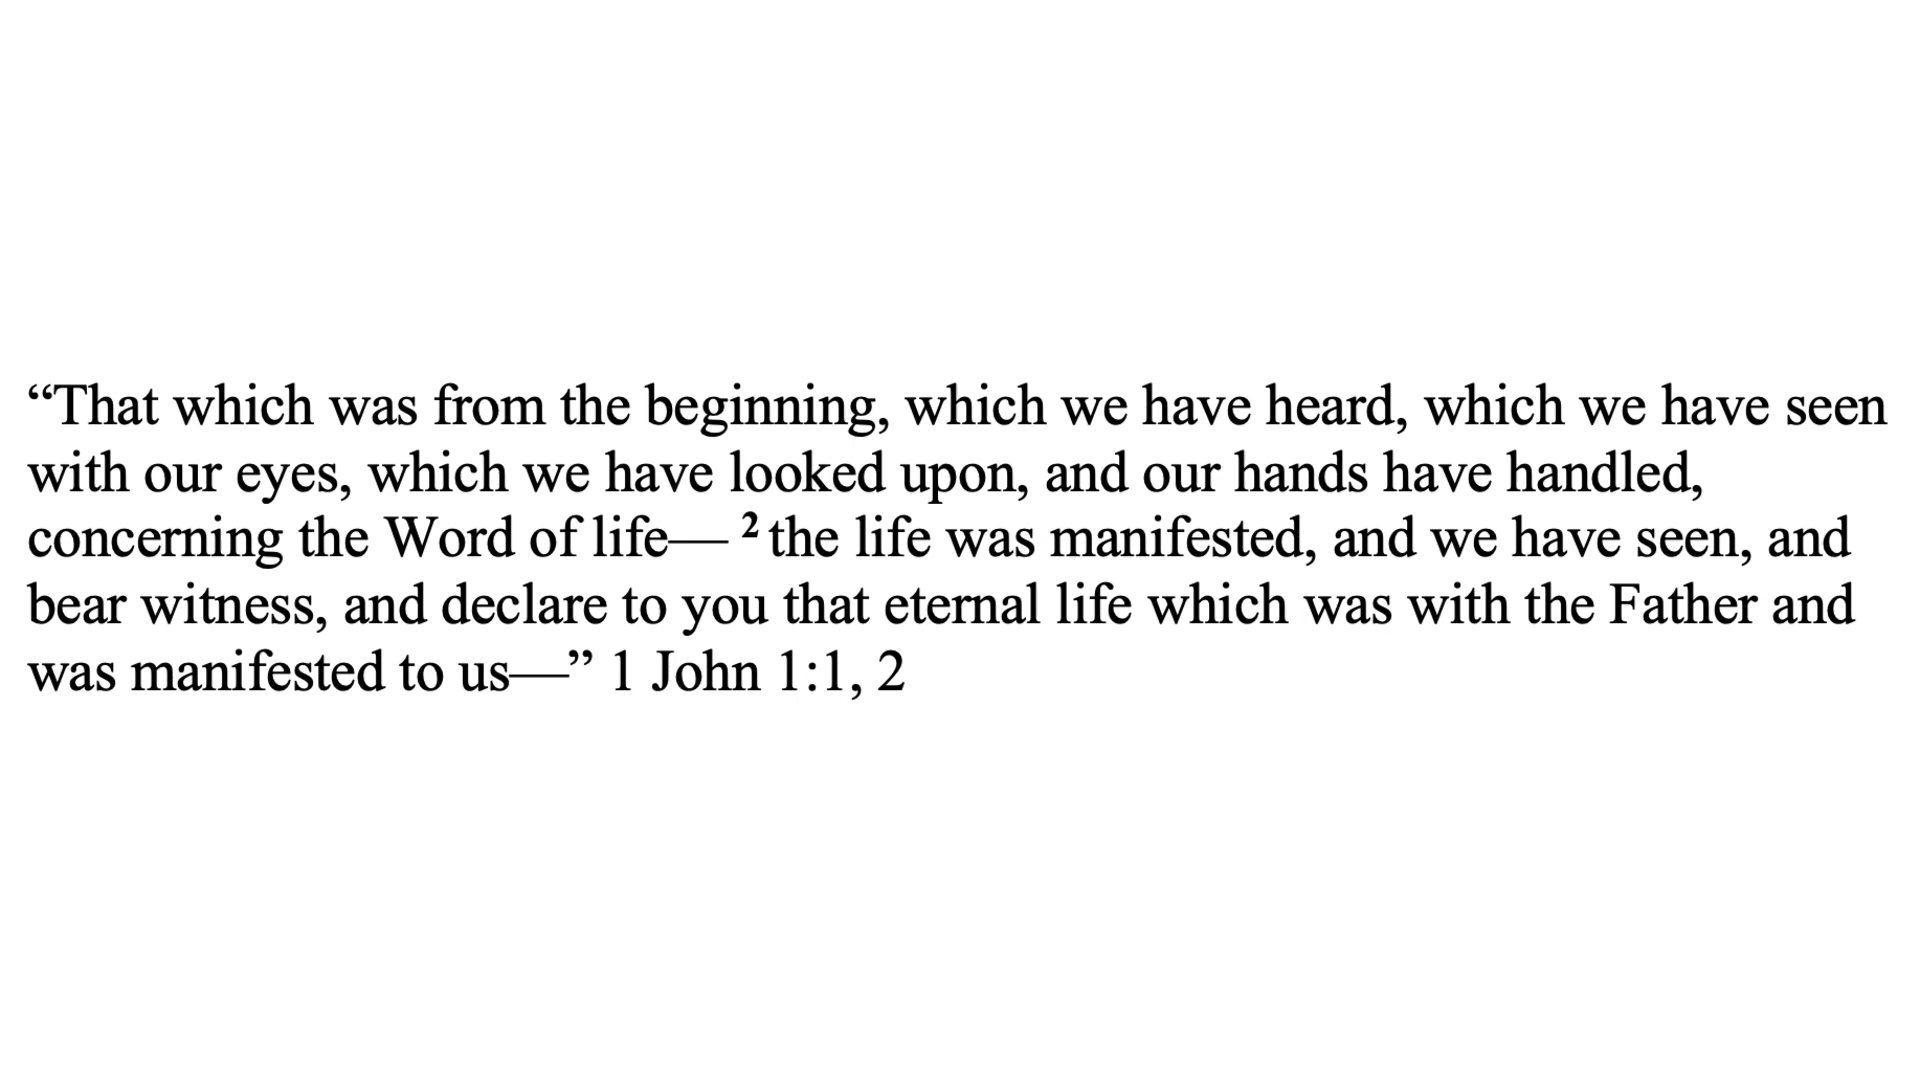 “That which was from the beginning, which we have heard, which we have seen
with our eyes, which we have looked upon, and our hands have handled,
concerning the Word of life— ² the life was manifested, and we have seen, and
bear witness, and declare to you that eternal life which was with the Father and
was manifested to us—” 1 John 1:1, 2